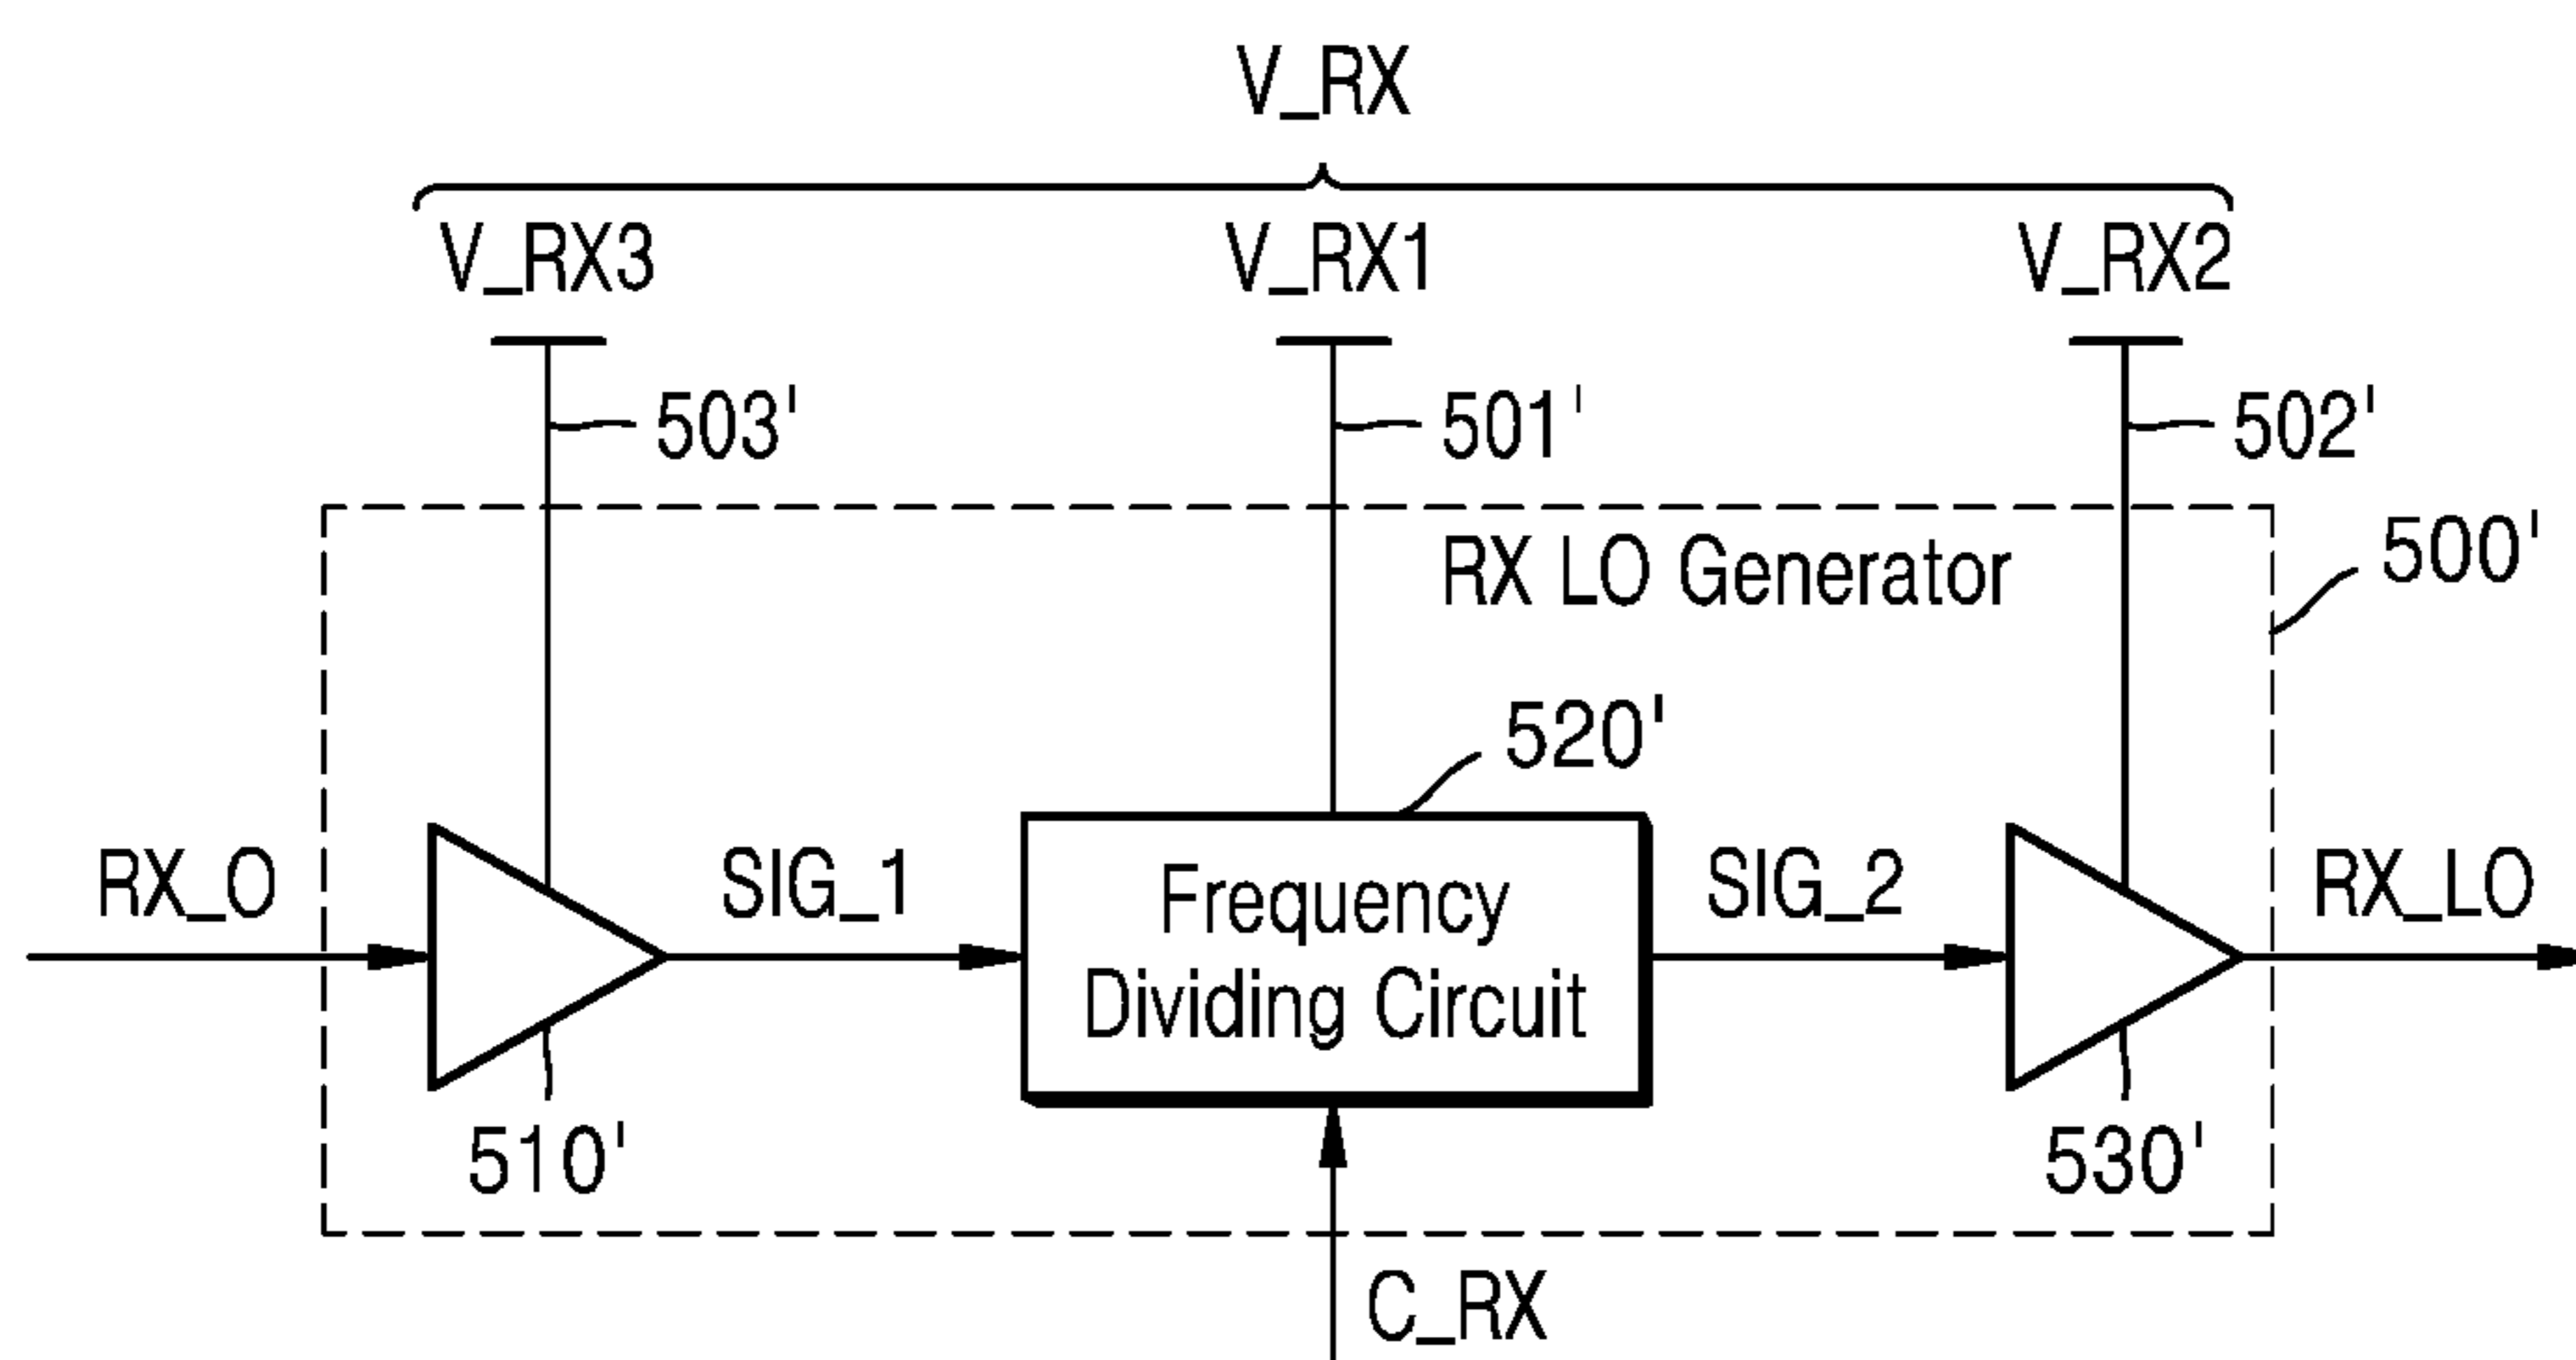 V_RX
V_RX3 V_RX1 V_RX2
503' 501' 502'
RX LO Generator 500'
520'
RX_O SIG_1 Frequency SIG_2 RX_LO
Dividing Circuit
510' 530'
C_RX